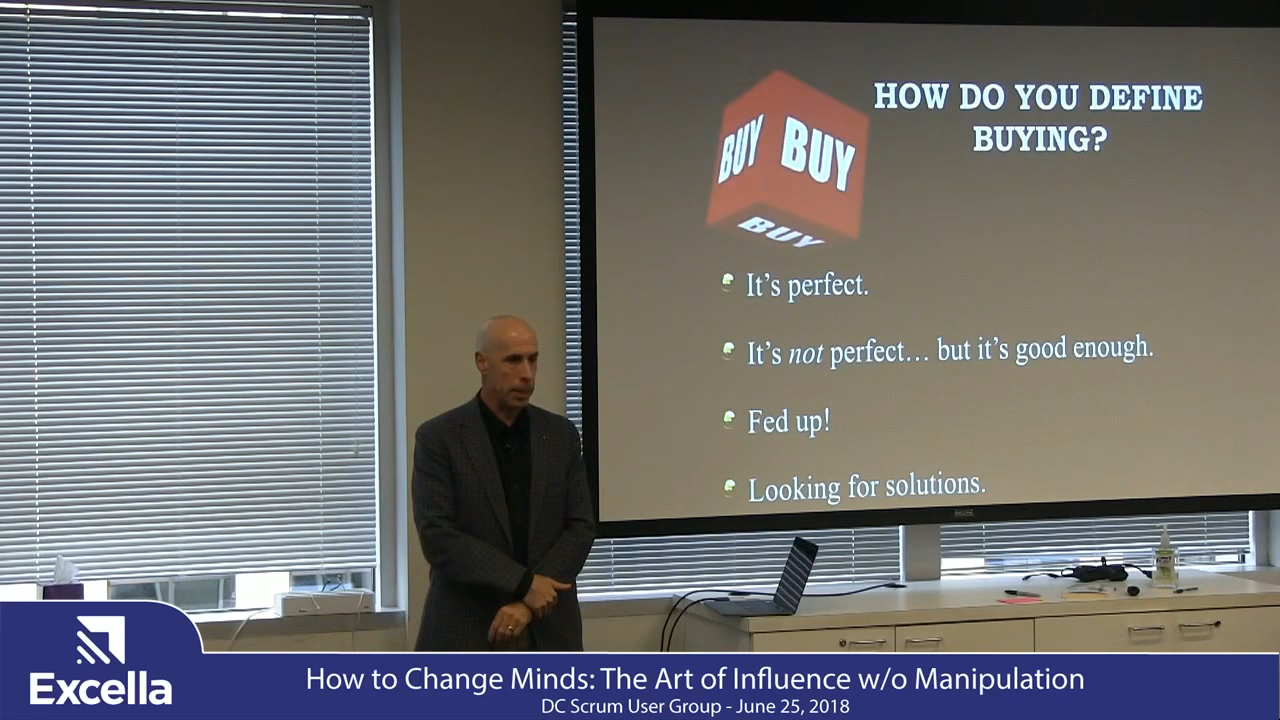 HOW DO YOU DEFINE
BUYING?
BUY BUY
BUY
It's perfect.
It's not perfect... but it's good enough.
Fed up!
Looking for solutions.
Excella
How to Change Minds: The Art of Influence w/o Manipulation
DC Scrum User Group - June 25, 2018